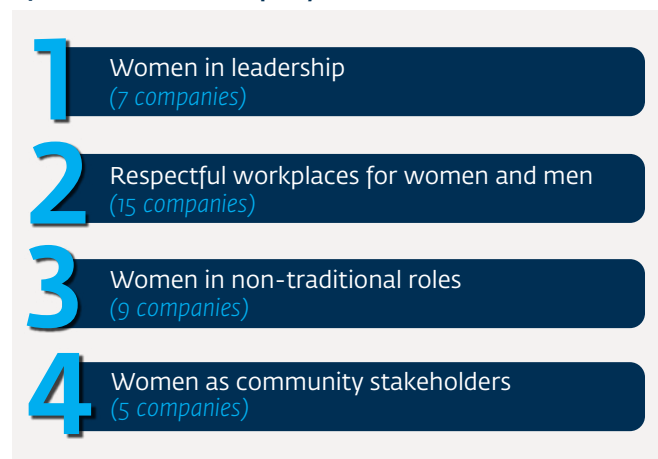 1
Women in leadership
(7 companies)
2
Respectful workplaces for women and men
(15 companies)
3
Women in non-traditional roles
(9 companies)
4
Women as community stakeholders
(5 companies)